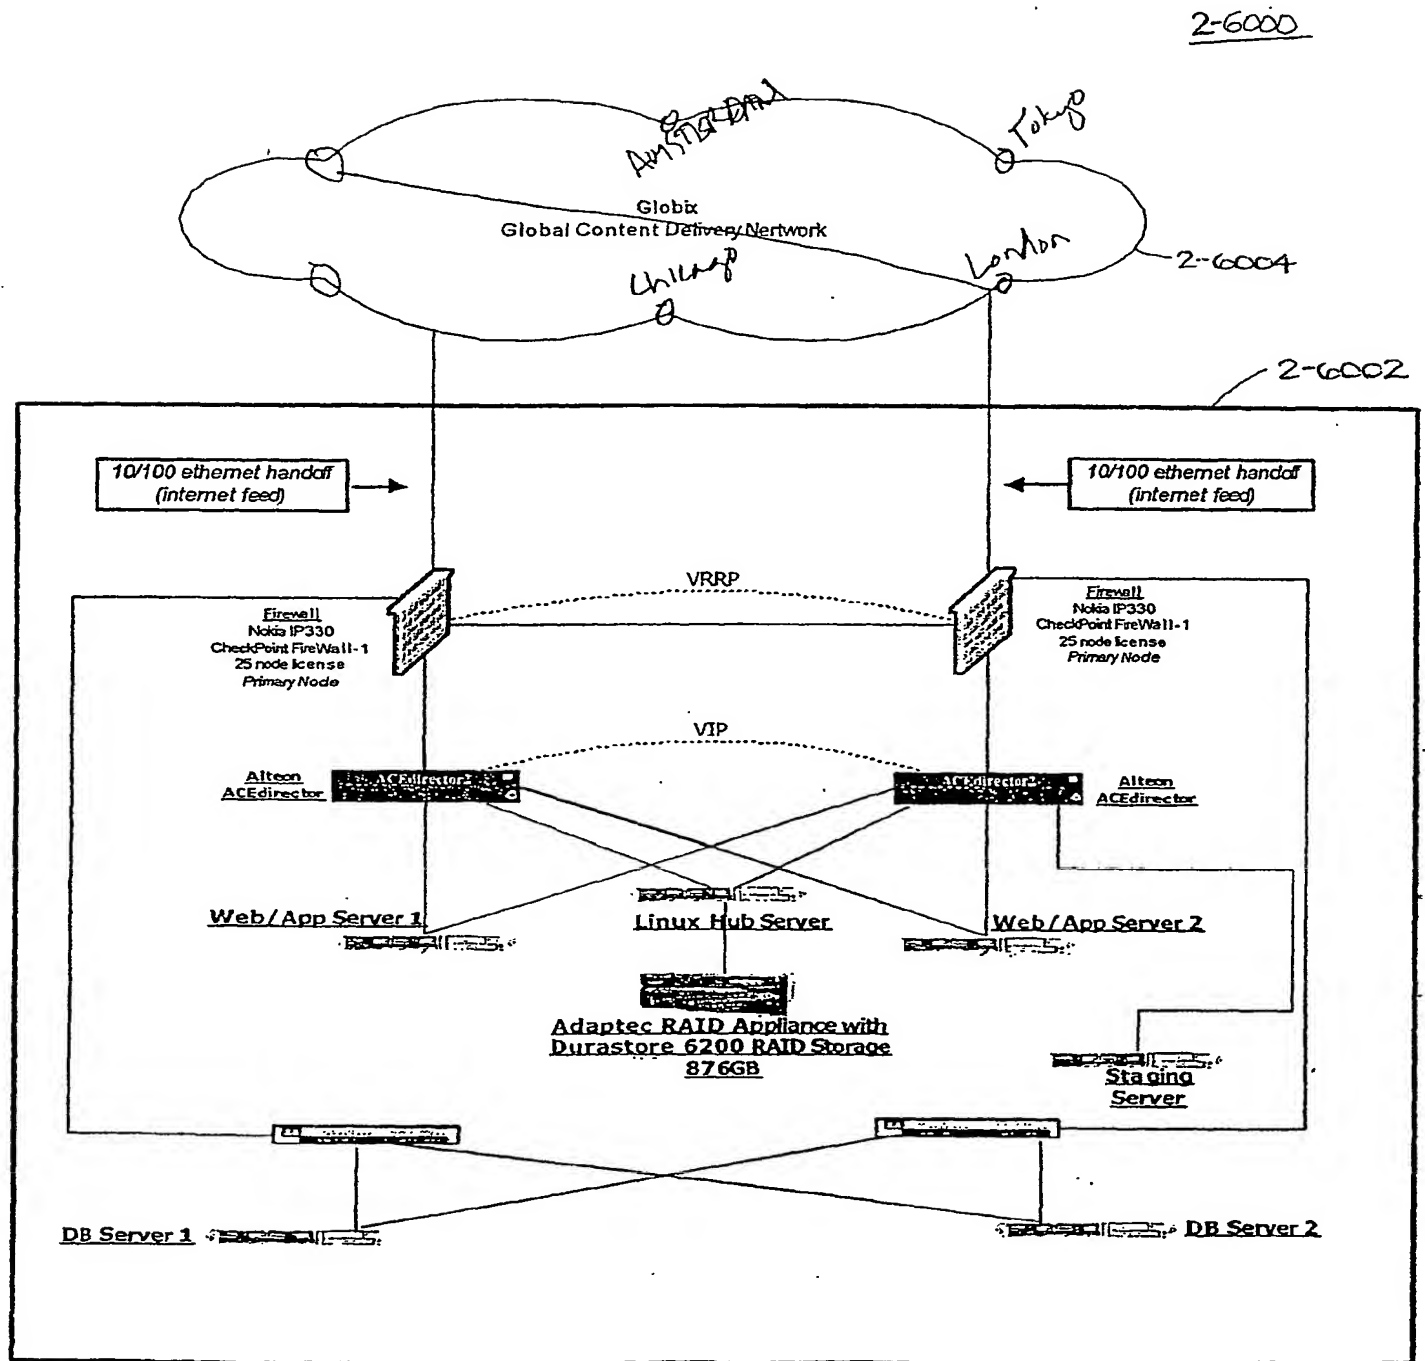 2-6000
AMSTERDAM
Tokyo
Globix
Global Content Delivery Nertwork
London
2-6004
Chicago
2-6002
10/100 ethernet handoff
(internet feed)
10/100 ethernet handoff
(internet feed)
VRRP
Firewall
Nokia IP330
CheckPoint FireWall-1
25 node license
Primary Node
Firewall
Nokia IP330
CheckPoint FireWall-1
25 node license
Primary Node
VIP
Alteon
ACEdirector
ACEdirector
ACEdirector
Alteon
ACEdirector
Web/App Server 1
Linux Hub Server
Web/App Server 2
Adaptec RAID Appliance with
Durastore 6200 RAID Storage
876GB
Staging
Server
DB Server 1
DB Server 2